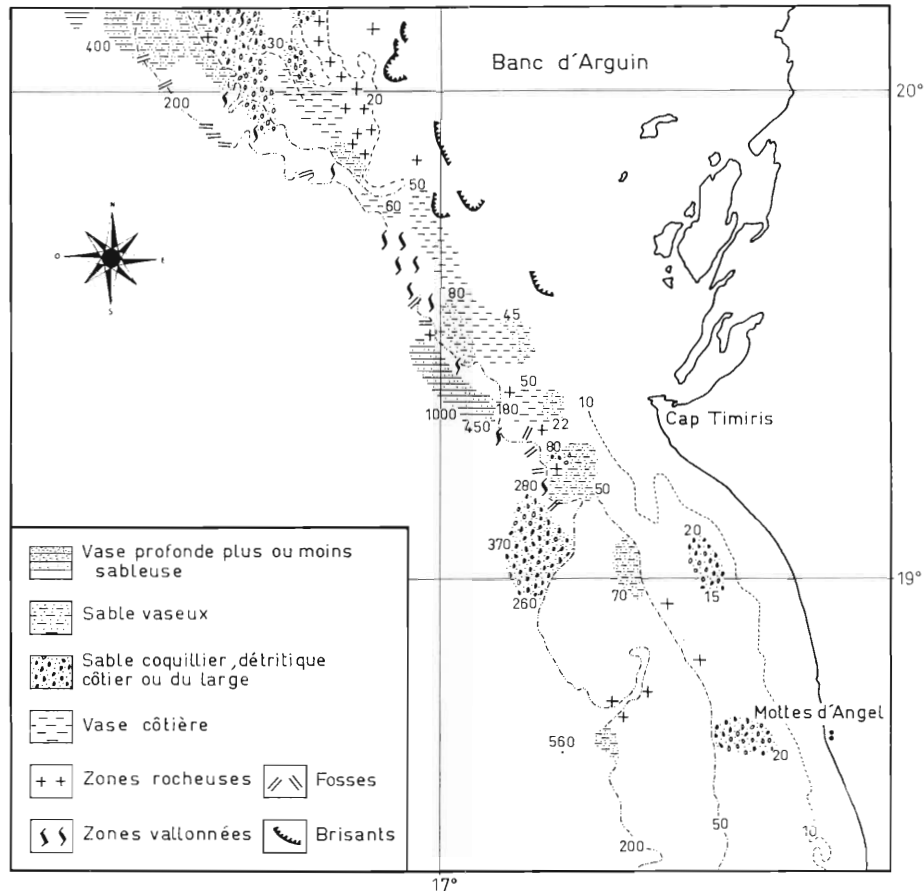 30
400
Banc d'Arguin
200
20
20°
50
60
N
O
E
S
80
45
50
10
180
1000
450
22
Cap Timiris
80
280
50
20
370
70
15
19°
260
Mottes d'Angel
560
20
50
10
200
17°
Vase profonde plus ou moins
sableuse
Sable vaseux
Sable coquillier, détritique
côtier ou du large
Vase côtière
Zones rocheuses
Fosses
Zones vallonnées
Brisants